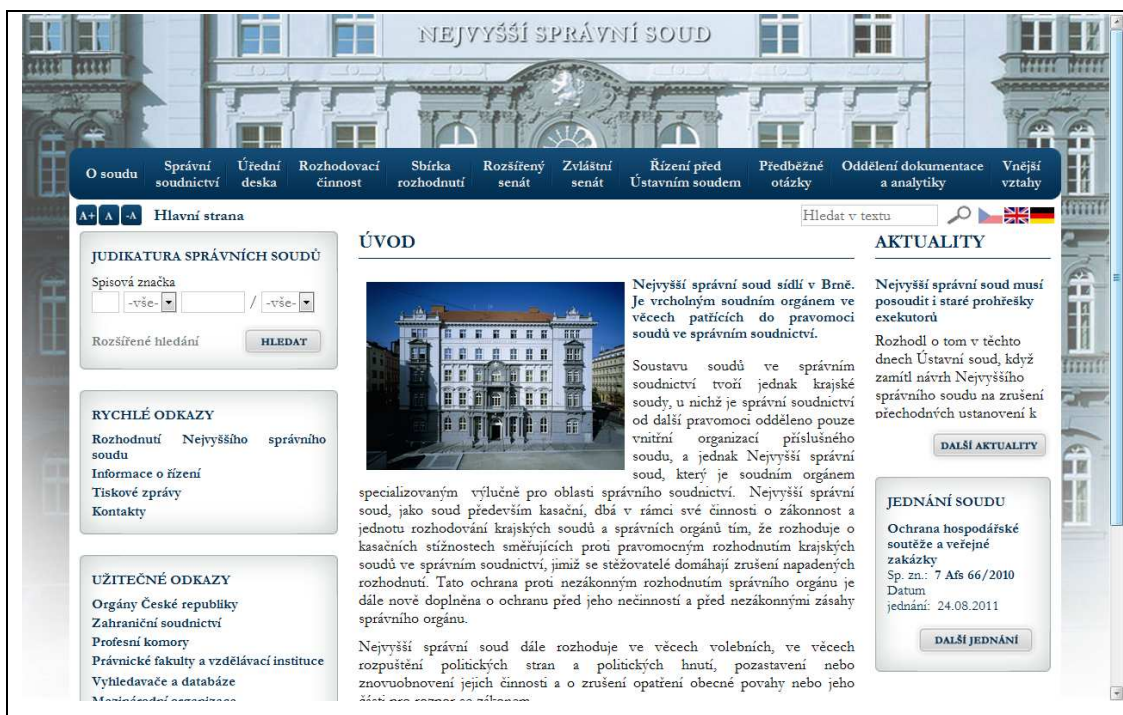 NEJVYŠŠÍ SPRÁVNÍ SOUD
O soudu
Správní
soudnictví
Úřední
deska
Rozhodovací
činnost
Sbírka
rozhodnutí
Rozšířený
senát
Zvláštní
senát
Řízení před
Ústavním soudem
Předběžné
otázky
Oddělení dokumentace
a analytiky
Vnější
vztahy
A+ A -A Hlavní strana
Hledat v textu
JUDIKATURA SPRÁVNÍCH SOUDŮ
Spisová značka
-vše- / -vše-
Rozšířené hledání HLEDAT
RYCHLÉ ODKAZY
Rozhodnutí Nejvyššího správního
soudu
Informace o řízení
Tiskové zprávy
Kontakty
UŽITEČNÉ ODKAZY
Orgány České republiky
Zahraniční soudnictví
Profesní komory
Právnické fakulty a vzdělávací instituce
Vyhledavače a databáze
Mezinárodní organizace
ÚVOD
Nejvyšší správní soud sídlí v Brně.
Je vrcholným soudním orgánem ve
věcech patřících do pravomoci
soudů ve správním soudnictví.
Soustavu soudů ve správním
soudnictví tvoří jednak krajské
soudy, u nichž je správní soudnictví
od další pravomoci odděleno pouze
vnitřní organizací příslušného
soudu, a jednak Nejvyšší správní
soud, který je soudním orgánem
specializovaným výlučně pro oblasti správního soudnictví. Nejvyšší správní
soud, jako soud především kasační, dbá v rámci své činnosti o zákonnost a
jednotu rozhodování krajských soudů a správních orgánů tím, že rozhoduje o
kasačních stížnostech směřujících proti pravomocným rozhodnutím krajských
soudů ve správním soudnictví, jimiž se stěžovatelé domáhají zrušení napadených
rozhodnutí. Tato ochrana proti nezákonným rozhodnutím správního orgánu je
dále nově doplněna o ochranu před jeho nečinností a před nezákonnými zásahy
správního orgánu.
Nejvyšší správní soud dále rozhoduje ve věcech volebních, ve věcech
rozpuštění politických stran a politických hnutí, pozastavení nebo
znovuobnovení jejich činnosti a o zrušení opatření obecné povahy nebo jeho
části pro rozpor se zákonem.
AKTUALITY
Nejvyšší správní soud musí
posoudit i staré prohřešky
exekutorů
Rozhodl o tom v těchto
dnech Ústavní soud, když
zamítl návrh Nejvyššího
správního soudu na zrušení
přechodných ustanovení k
DALŠÍ AKTUALITY
JEDNÁNÍ SOUDU
Ochrana hospodářské
soutěže a veřejné
zakázky
Sp. zn.: 7 Afs 66/2010
Datum
jednání: 24.08.2011
DALŠÍ JEDNÁNÍ